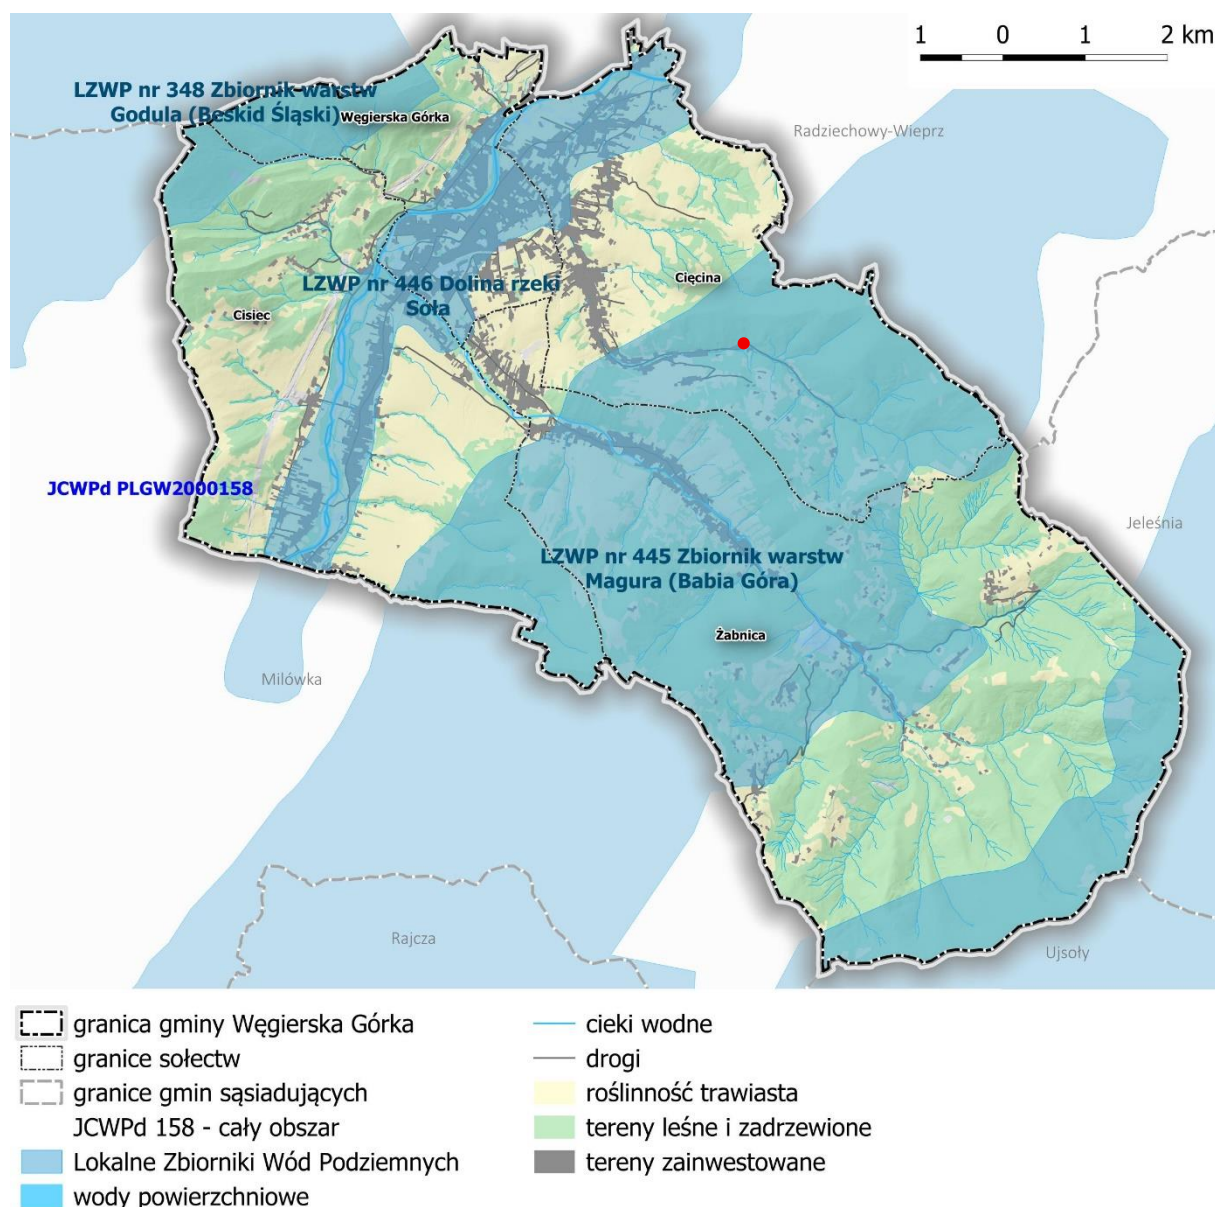 1 0 1 2 km
LZWP nr 348 Zbiornik warstw
Godula (Beskid Śląski)
Węgierska Górka
Radziechowy-Wieprz
Cięcina
LZWP nr 446 Dolina rzeki
Soła
Cisiec
JCWPd PLGW2000158
Jeleśnia
LZWP nr 445 Zbiornik warstw
Magura (Babia Góra)
Żabnica
Milówka
Rajcza
Ujsoły
granica gminy Węgierska Górka
granice sołectw
granice gmin sąsiadujących
JCWPd 158 - cały obszar
Lokalne Zbiorniki Wód Podziemnych
wody powierzchniowe
cieki wodne
drogi
roślinność trawiasta
tereny leśne i zadrzewione
tereny zainwestowane